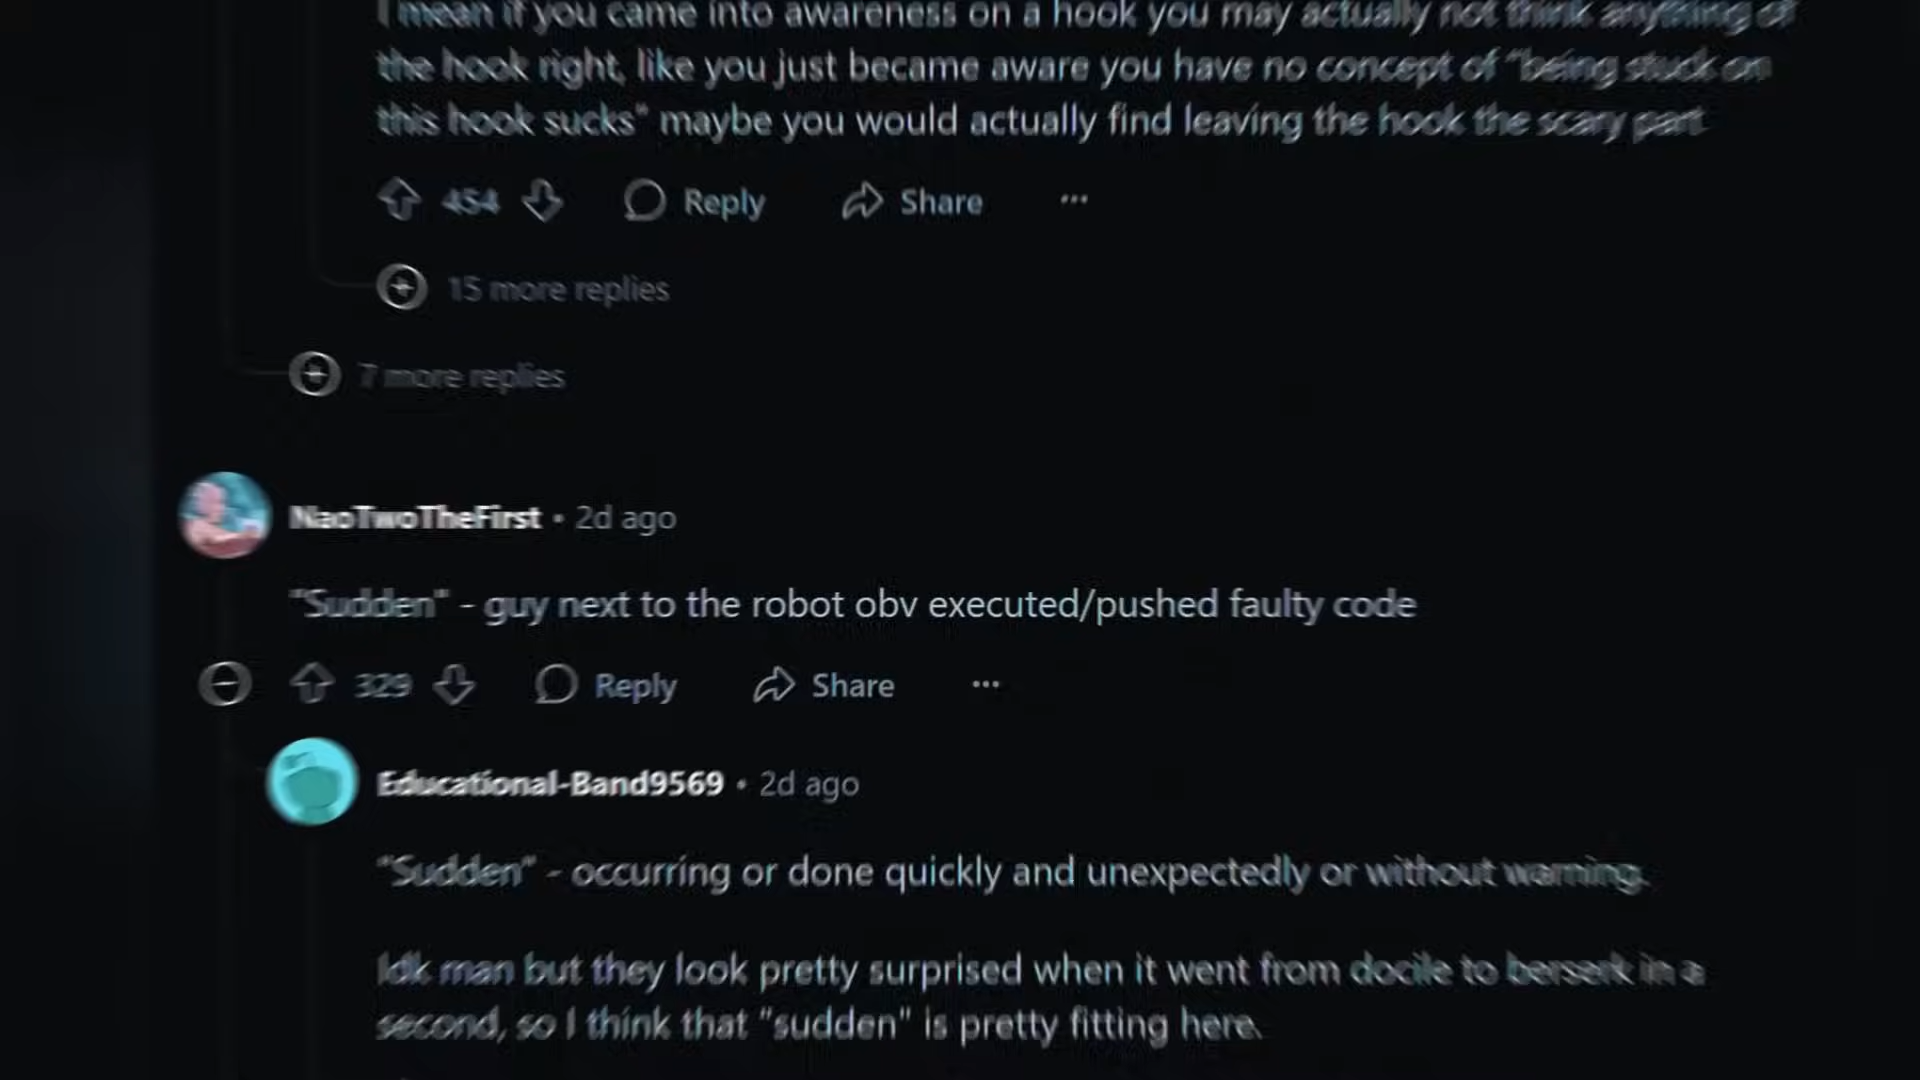 I mean if you came into awareness on a hook you may actually not think anything of
the hook right, like you just became aware you have no concept of "being stuck on
this hook sucks" maybe you would actually find leaving the hook the scary part
454 Reply Share ...
15 more replies
7 more replies
NaoTwoTheFirst • 2d ago
"Sudden" - guy next to the robot obv executed/pushed faulty code
329 Reply Share ...
Educational-Band9569 • 2d ago
"Sudden" - occurring or done quickly and unexpectedly or without warning.
Idk man but they look pretty surprised when it went from docile to berserk in a
second, so I think that "sudden" is pretty fitting here.